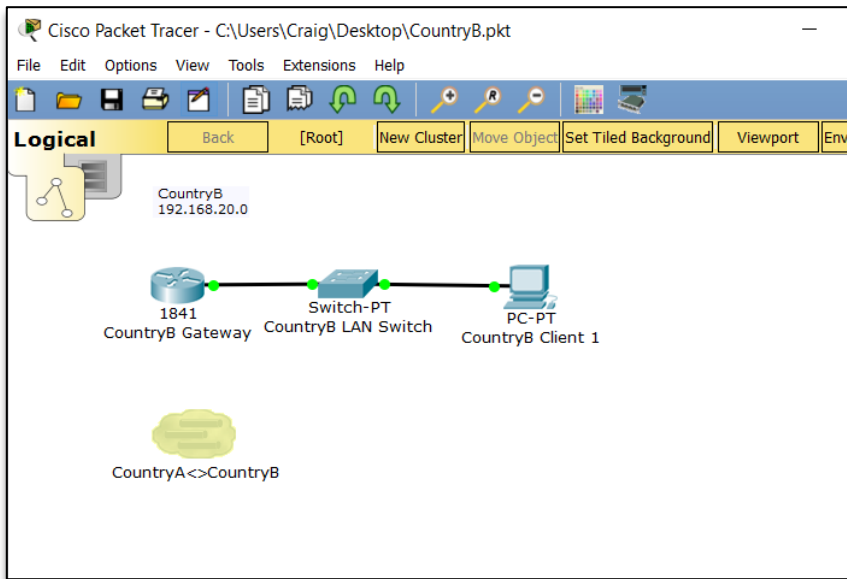 Cisco Packet Tracer - C:\Users\Craig\Desktop\CountryB.pkt
File Edit Options View Tools Extensions Help
R
Logical Back [Root] New Cluster Move Object Set Tiled Background Viewport Env
CountryB
192.168.20.0
1841
CountryB Gateway
Switch-PT
CountryB LAN Switch
PC-PT
CountryB Client 1
CountryA<>CountryB